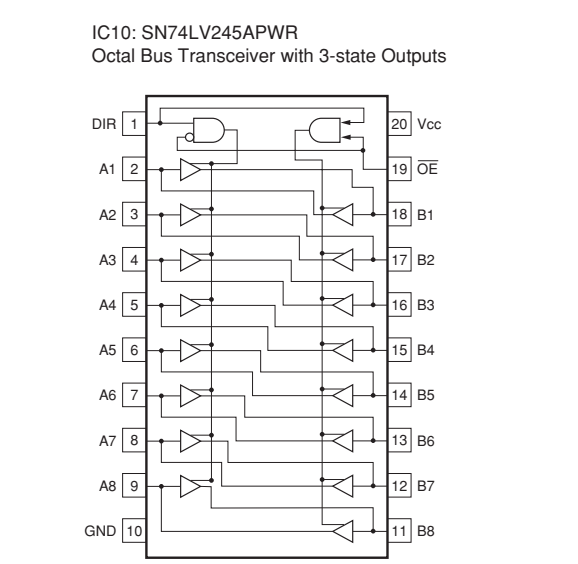 IC10: SN74LV245APWR
Octal Bus Transceiver with 3-state Outputs
DIR 1 20 Vcc
A1 2 19 O̅E̅
A2 3 18 B1
A3 4 17 B2
A4 5 16 B3
A5 6 15 B4
A6 7 14 B5
A7 8 13 B6
A8 9 12 B7
GND 10 11 B8